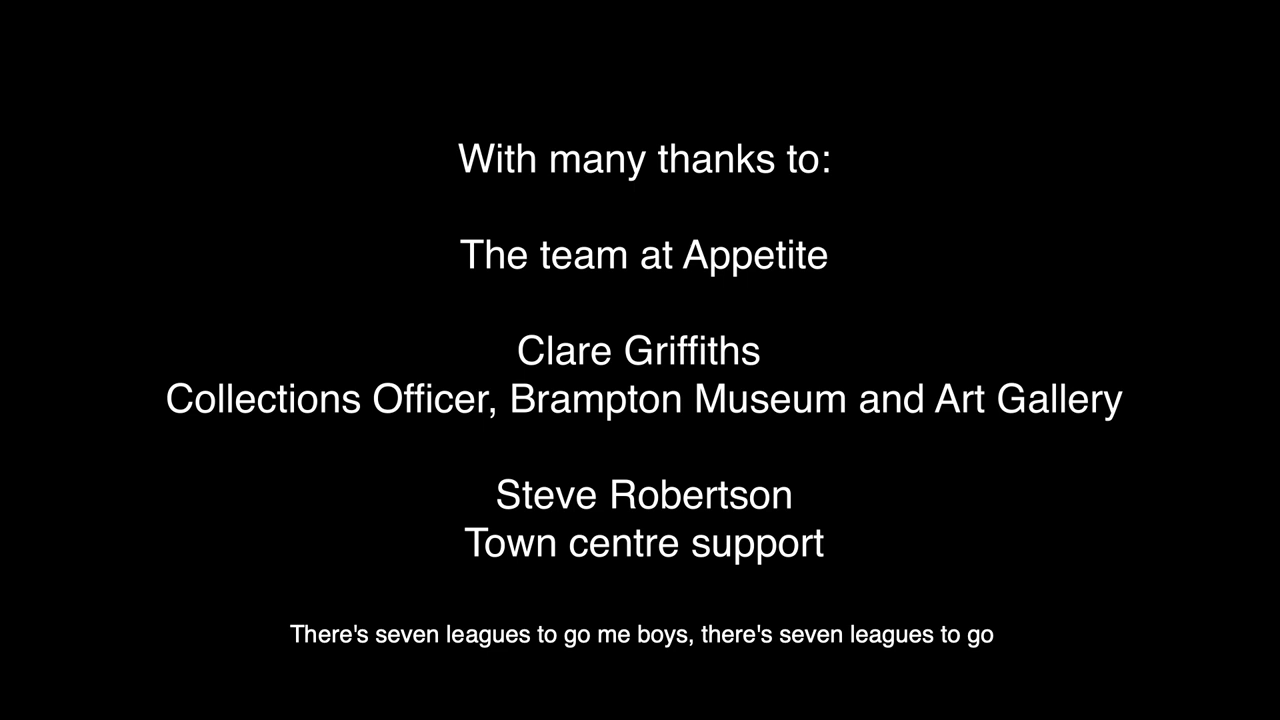 With many thanks to:
The team at Appetite
Clare Griffiths
Collections Officer, Brampton Museum and Art Gallery
Steve Robertson
Town centre support
There's seven leagues to go me boys, there's seven leagues to go